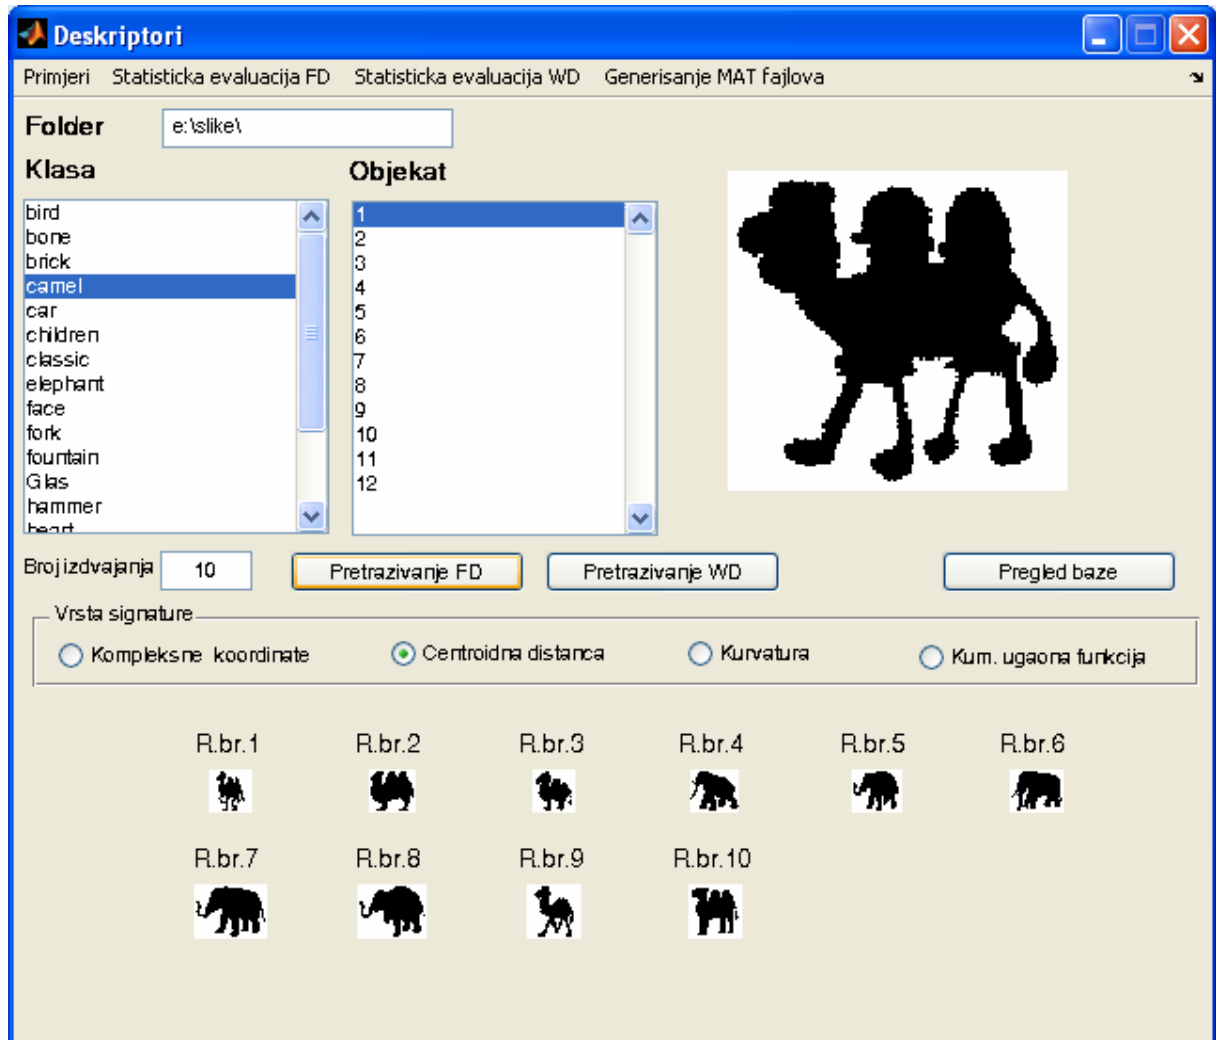 Deskriptori
Primjeri Statisticka evaluacija FD Statisticka evaluacija WD Generisanje MAT fajlova
Folder e:\slike\
Klasa
bird
bone
brick
camel
car
children
classic
elephant
face
fork
fountain
Glas
hammer
heart
Objekat
1
2
3
4
5
6
7
8
9
10
11
12
Broj izdvajanja 10 Pretrazivanje FD Pretrazivanje WD Pregled baze
Vrsta signature
Kompleksne koordinate Centroidna distanca Kurvatura Kum. ugaona funkcija
R.br.1 R.br.2 R.br.3 R.br.4 R.br.5 R.br.6
R.br.7 R.br.8 R.br.9 R.br.10